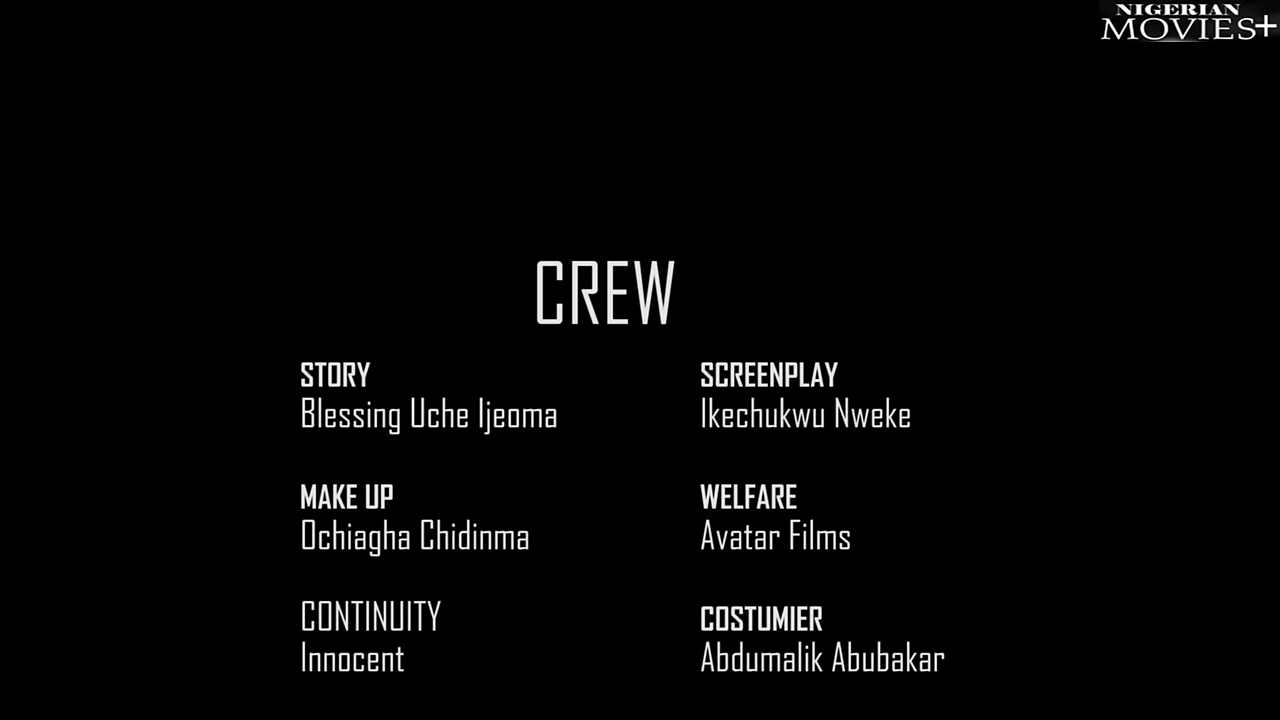 NIGERIAN
MOVIES+
CREW
STORY
Blessing Uche Ijeoma
SCREENPLAY
Ikechukwu Nweke
MAKE UP
Ochiagha Chidinma
WELFARE
Avatar Films
CONTINUITY
Innocent
COSTUMIER
Abdumalik Abubakar